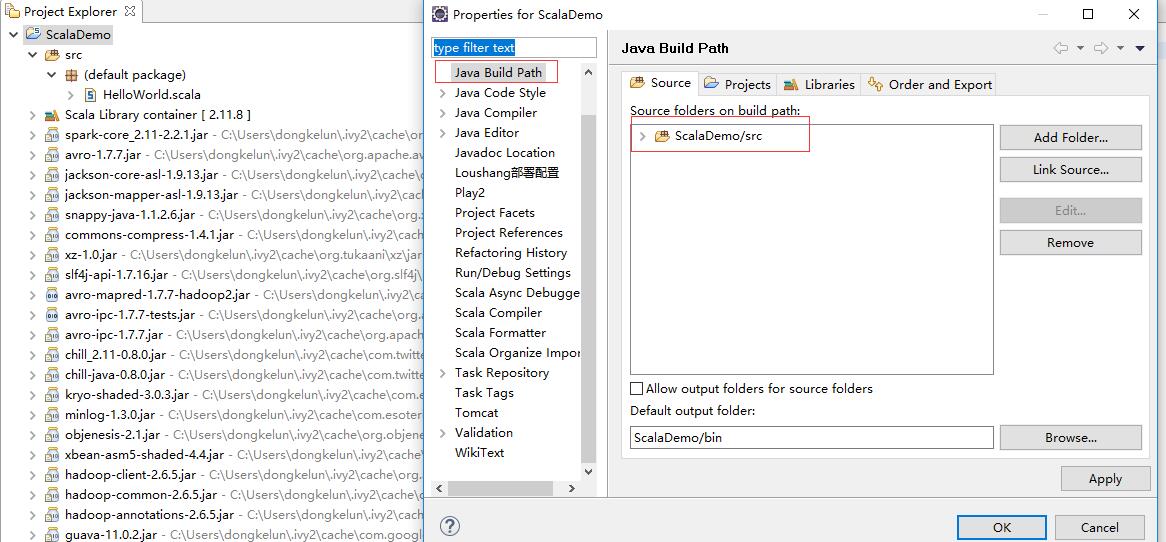 Project Explorer
ScalaDemo
src
(default package)
HelloWorld.scala
Scala Library container [ 2.11.8 ]
spark-core_2.11-2.2.1.jar - C:\Users\dongkelun\.ivy2\cache\org
avro-1.7.7.jar - C:\Users\dongkelun\.ivy2\cache\org.apache.av
jackson-core-asl-1.9.13.jar - C:\Users\dongkelun\.ivy2\cache\
jackson-mapper-asl-1.9.13.jar - C:\Users\dongkelun\.ivy2\cach
snappy-java-1.1.2.6.jar - C:\Users\dongkelun\.ivy2\cache\org.
commons-compress-1.4.1.jar - C:\Users\dongkelun\.ivy2\cache
xz-1.0.jar - C:\Users\dongkelun\.ivy2\cache\org.tukaani\xz\jar
slf4j-api-1.7.16.jar - C:\Users\dongkelun\.ivy2\cache\org.slf4j\
avro-mapred-1.7.7-hadoop2.jar - C:\Users\dongkelun\.ivy2\ca
avro-ipc-1.7.7-tests.jar - C:\Users\dongkelun\.ivy2\cache\org.
avro-ipc-1.7.7.jar - C:\Users\dongkelun\.ivy2\cache\org.apach
chill_2.11-0.8.0.jar - C:\Users\dongkelun\.ivy2\cache\com.twitte
chill-java-0.8.0.jar - C:\Users\dongkelun\.ivy2\cache\com.twitt
kryo-shaded-3.0.3.jar - C:\Users\dongkelun\.ivy2\cache\com.e
minlog-1.3.0.jar - C:\Users\dongkelun\.ivy2\cache\com.esoter
objenesis-2.1.jar - C:\Users\dongkelun\.ivy2\cache\org.objene
xbean-asm5-shaded-4.4.jar - C:\Users\dongkelun\.ivy2\cache\
hadoop-client-2.6.5.jar - C:\Users\dongkelun\.ivy2\cache\org.
hadoop-common-2.6.5.jar - C:\Users\dongkelun\.ivy2\cache\o
hadoop-annotations-2.6.5.jar - C:\Users\dongkelun\.ivy2\cach
guava-11.0.2.jar - C:\Users\dongkelun\.ivy2\cache\com.googl
Properties for ScalaDemo
type filter text
Java Build Path
Java Code Style
Java Compiler
Java Editor
Javadoc Location
Loushang部署配置
Play2
Project Facets
Project References
Refactoring History
Run/Debug Settings
Scala Async Debugge
Scala Compiler
Scala Formatter
Scala Organize Impor
Task Repository
Task Tags
Tomcat
Validation
WikiText
Java Build Path
Source Projects Libraries Order and Export
Source folders on build path:
ScalaDemo/src
Add Folder...
Link Source...
Edit...
Remove
Allow output folders for source folders
Default output folder:
ScalaDemo/bin
Browse...
Apply
OK
Cancel